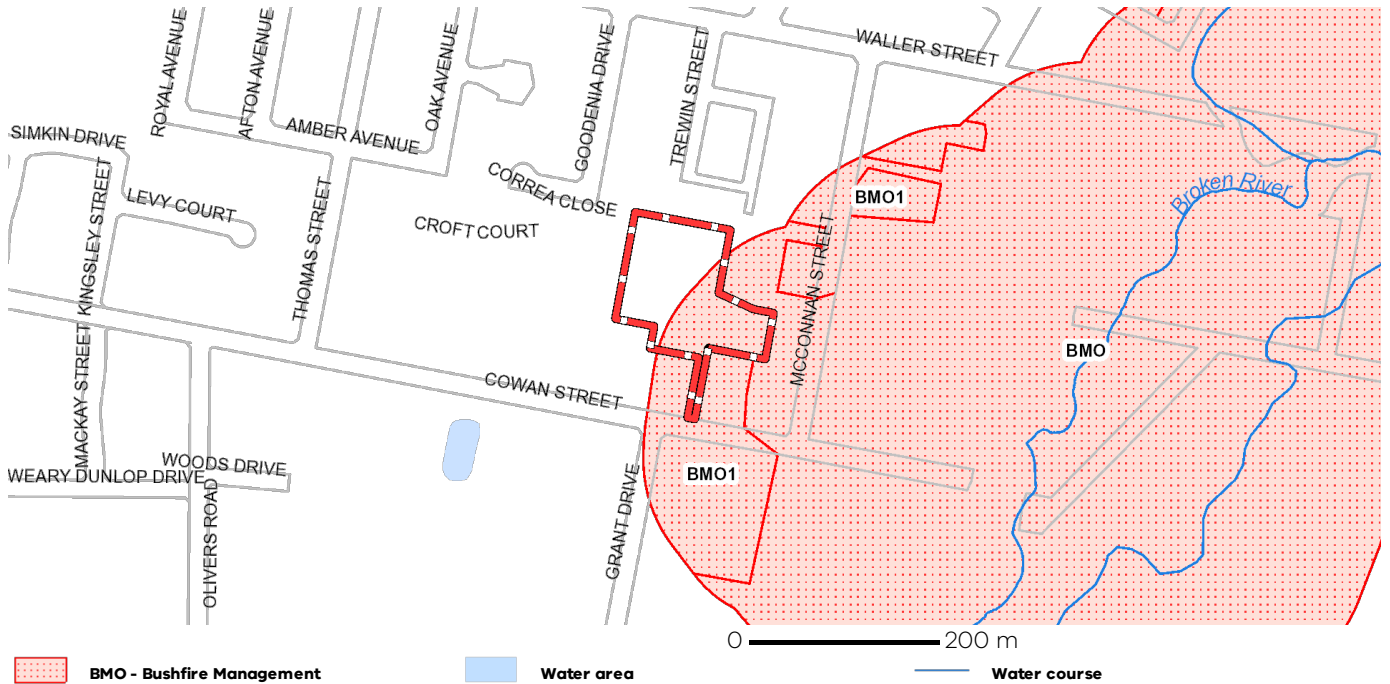 WALLER STREET
ROYAL AVENUE
AFTON AVENUE
OAK AVENUE
GOODENIA DRIVE
TREWIN STREET
SIMKIN DRIVE
AMBER AVENUE
CORREA CLOSE
LEVY COURT
CROFT COURT
BMO1
Broken River
KINGSLEY STREET
THOMAS STREET
MCCONNAN STREET
BMO
MACKAY STREET
COWAN STREET
WOODS DRIVE
WEARY DUNLOP DRIVE
BMO1
OLIVERS ROAD
GRANT DRIVE
0 200 m
BMO - Bushfire Management
Water area
Water course